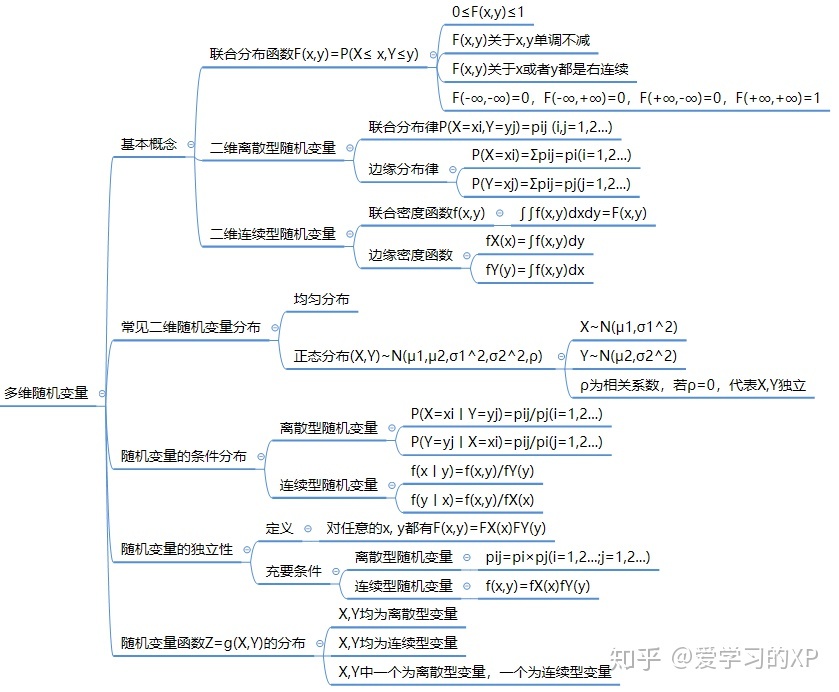 多维随机变量
基本概念
联合分布函数F(x,y)=P(X≤ x,Y≤y)
0≤F(x,y)≤1
F(x,y)关于x,y单调不减
F(x,y)关于x或者y都是右连续
F(-∞,-∞)=0，F(-∞,+∞)=0，F(+∞,-∞)=0，F(+∞,+∞)=1
二维离散型随机变量
联合分布律P(X=xi,Y=yj)=pij (i,j=1,2...)
边缘分布律
P(X=xi)=Σpij=pi(i=1,2...)
P(Y=xj)=Σpij=pj(j=1,2...)
二维连续型随机变量
联合密度函数f(x,y)
∫∫f(x,y)dxdy=F(x,y)
边缘密度函数
fX(x)=∫f(x,y)dy
fY(y)=∫f(x,y)dx
常见二维随机变量分布
均匀分布
正态分布(X,Y)~N(μ1,μ2,σ1^2,σ2^2,ρ)
X~N(μ1,σ1^2)
Y~N(μ2,σ2^2)
ρ为相关系数，若ρ=0，代表X,Y独立
随机变量的条件分布
离散型随机变量
P(X=xi丨Y=yj)=pij/pj(i=1,2...)
P(Y=yj丨X=xi)=pij/pi(j=1,2...)
连续型随机变量
f(x丨y)=f(x,y)/fY(y)
f(y丨x)=f(x,y)/fX(x)
随机变量的独立性
定义
对任意的x, y都有F(x,y)=FX(x)FY(y)
充要条件
离散型随机变量
pij=pi×pj(i=1,2...;j=1,2...)
连续型随机变量
f(x,y)=fX(x)fY(y)
随机变量函数Z=g(X,Y)的分布
X,Y均为离散型变量
X,Y均为连续型变量
X,Y中一个为离散型变量，一个为连续型变量
知乎 @爱学习的XP